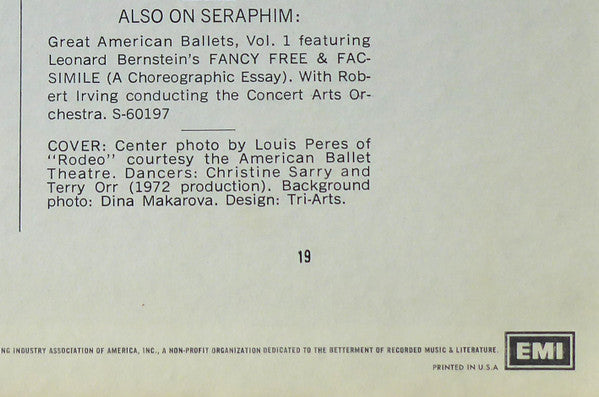 ALSO ON SERAPHIM:
Great American Ballets, Vol. 1 featuring
Leonard Bernstein's FANCY FREE & FAC-
SIMILE (A Choreographic Essay). With Rob-
ert Irving conducting the Concert Arts Or-
chestra. S-60197
COVER: Center photo by Louis Peres of
"Rodeo" courtesy the American Ballet
Theatre. Dancers: Christine Sarry and
Terry Orr (1972 production). Background
photo: Dina Makarova. Design: Tri-Arts.
19
NG INDUSTRY ASSOCIATION OF AMERICA, INC., A NON-PROFIT ORGANIZATION DEDICATED TO THE BETTERMENT OF RECORDED MUSIC & LITERATURE.
EMI
PRINTED IN U.S.A